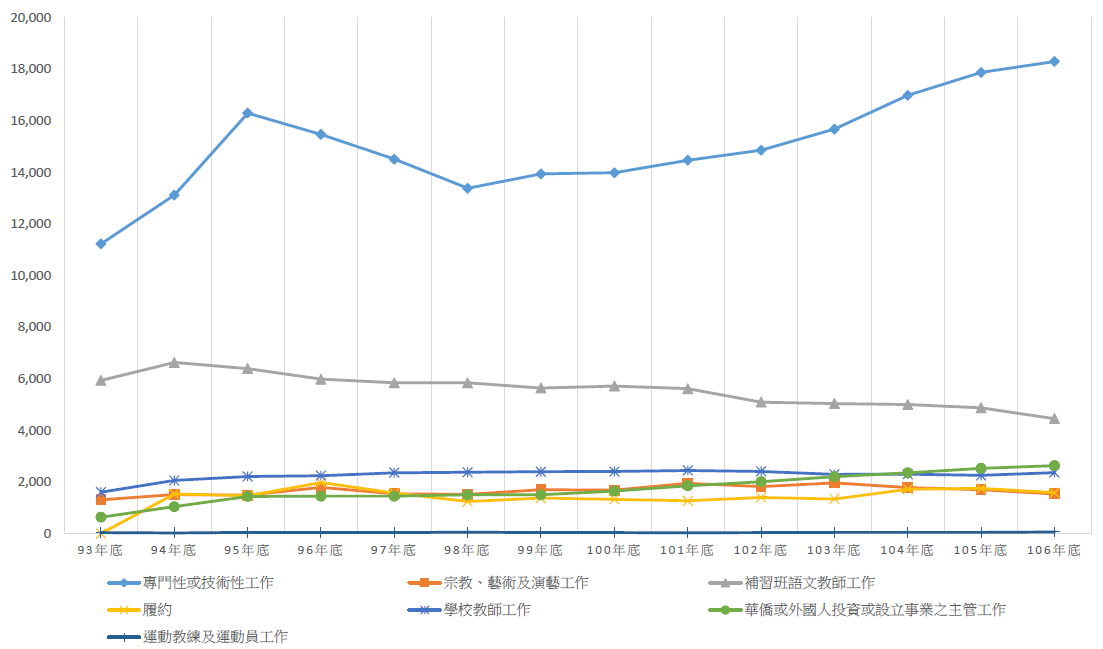 20,000
18,000
16,000
14,000
12,000
10,000
8,000
6,000
4,000
2,000
0
93年底 94年底 95年底 96年底 97年底 98年底 99年底 100年底 101年底 102年底 103年底 104年底 105年底 106年底
專門性或技術性工作 宗教、藝術及演藝工作 補習班語文教師工作
履約 學校教師工作 華僑或外國人投資或設立事業之主管工作
運動教練及運動員工作